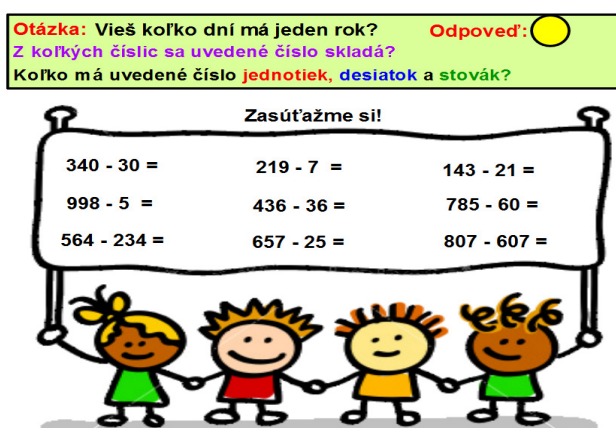 Otázka: Vieš koľko dní má jeden rok? Odpoveď:
Z koľkých číslic sa uvedené číslo skladá?
Koľko má uvedené číslo jednotiek, desiatok a stovák?
Zasúťažme si!
340 - 30 = 219 - 7 = 143 - 21 =
998 - 5 = 436 - 36 = 785 - 60 =
564 - 234 = 657 - 25 = 807 - 607 =